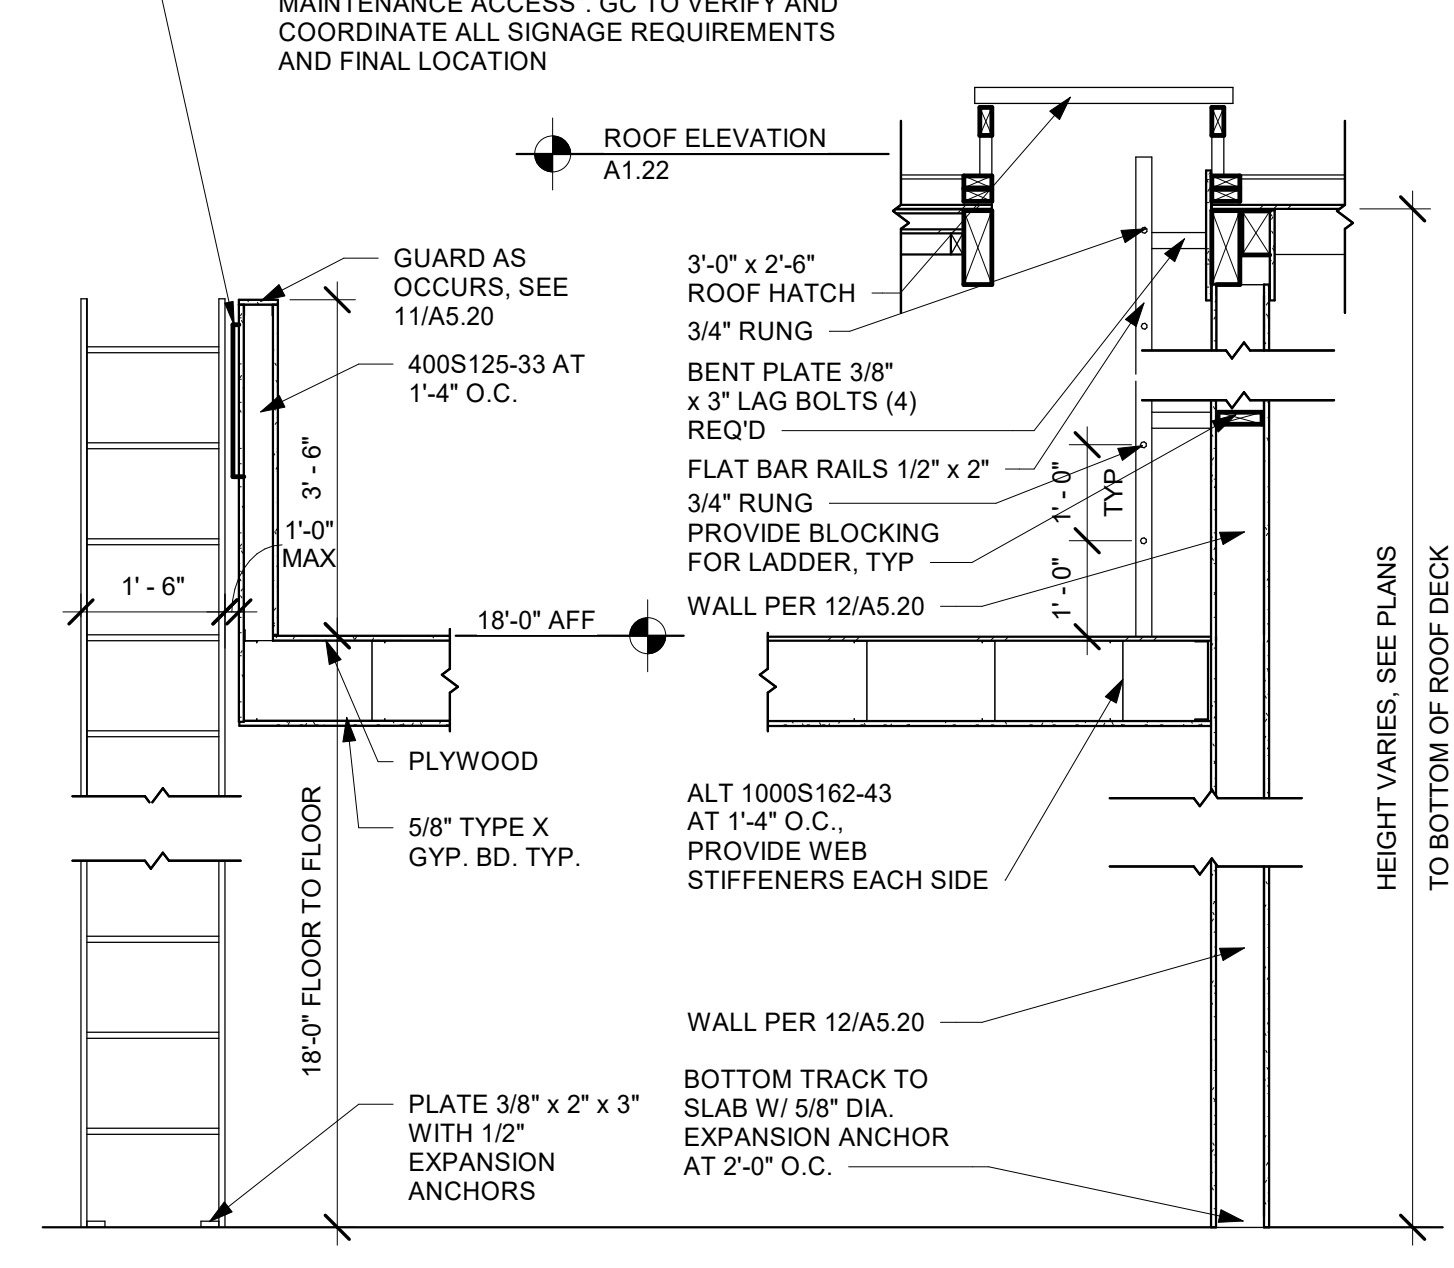 MAINTENANCE ACCESS". GC TO VERIFY AND
COORDINATE ALL SIGNAGE REQUIREMENTS
AND FINAL LOCATION
ROOF ELEVATION
A1.22
GUARD AS
OCCURS, SEE
11/A5.20
400S125-33 AT
1'-4" O.C.
3' - 6"
1'-0"
MAX
1' - 6"
18'-0" AFF
PLYWOOD
5/8" TYPE X
GYP. BD. TYP.
18'-0" FLOOR TO FLOOR
PLATE 3/8" x 2" x 3"
WITH 1/2"
EXPANSION
ANCHORS
3'-0" x 2'-6"
ROOF HATCH
3/4" RUNG
BENT PLATE 3/8"
x 3" LAG BOLTS (4)
REQ'D
FLAT BAR RAILS 1/2" x 2"
3/4" RUNG
PROVIDE BLOCKING
FOR LADDER, TYP
WALL PER 12/A5.20
1' - 0"
TYP
1' - 0"
ALT 1000S162-43
AT 1'-4" O.C.,
PROVIDE WEB
STIFFENERS EACH SIDE
WALL PER 12/A5.20
BOTTOM TRACK TO
SLAB W/ 5/8" DIA.
EXPANSION ANCHOR
AT 2'-0" O.C.
HEIGHT VARIES, SEE PLANS
TO BOTTOM OF ROOF DECK